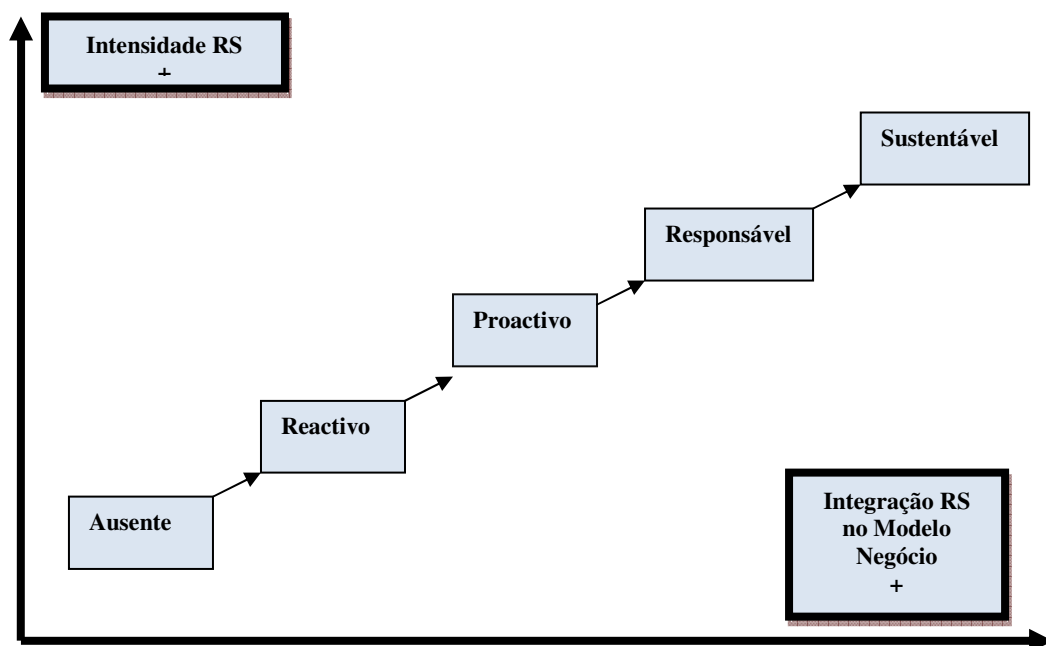 Intensidade RS
+
Sustentável
Responsável
Proactivo
Reactivo
Ausente
Integração RS
no Modelo
Negócio
+